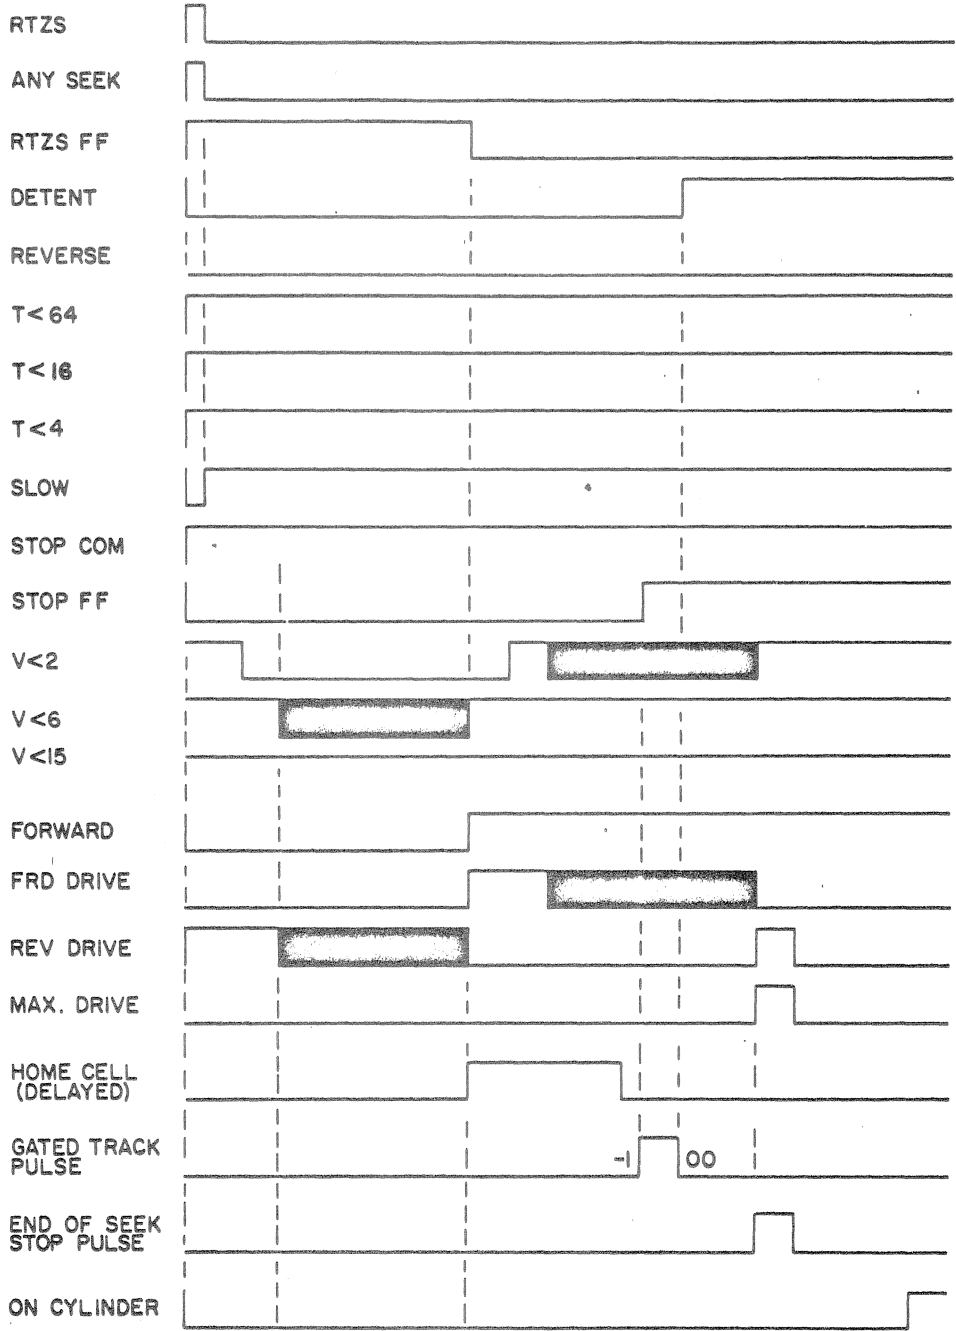 RTZS
ANY SEEK
RTZS FF
DETENT
REVERSE
T<64
T<16
T<4
SLOW
STOP COM
STOP FF
V<2
V<6
V<15
FORWARD
FRD DRIVE
REV DRIVE
MAX. DRIVE
HOME CELL
(DELAYED)
GATED TRACK
PULSE
-1
00
END OF SEEK
STOP PULSE
ON CYLINDER